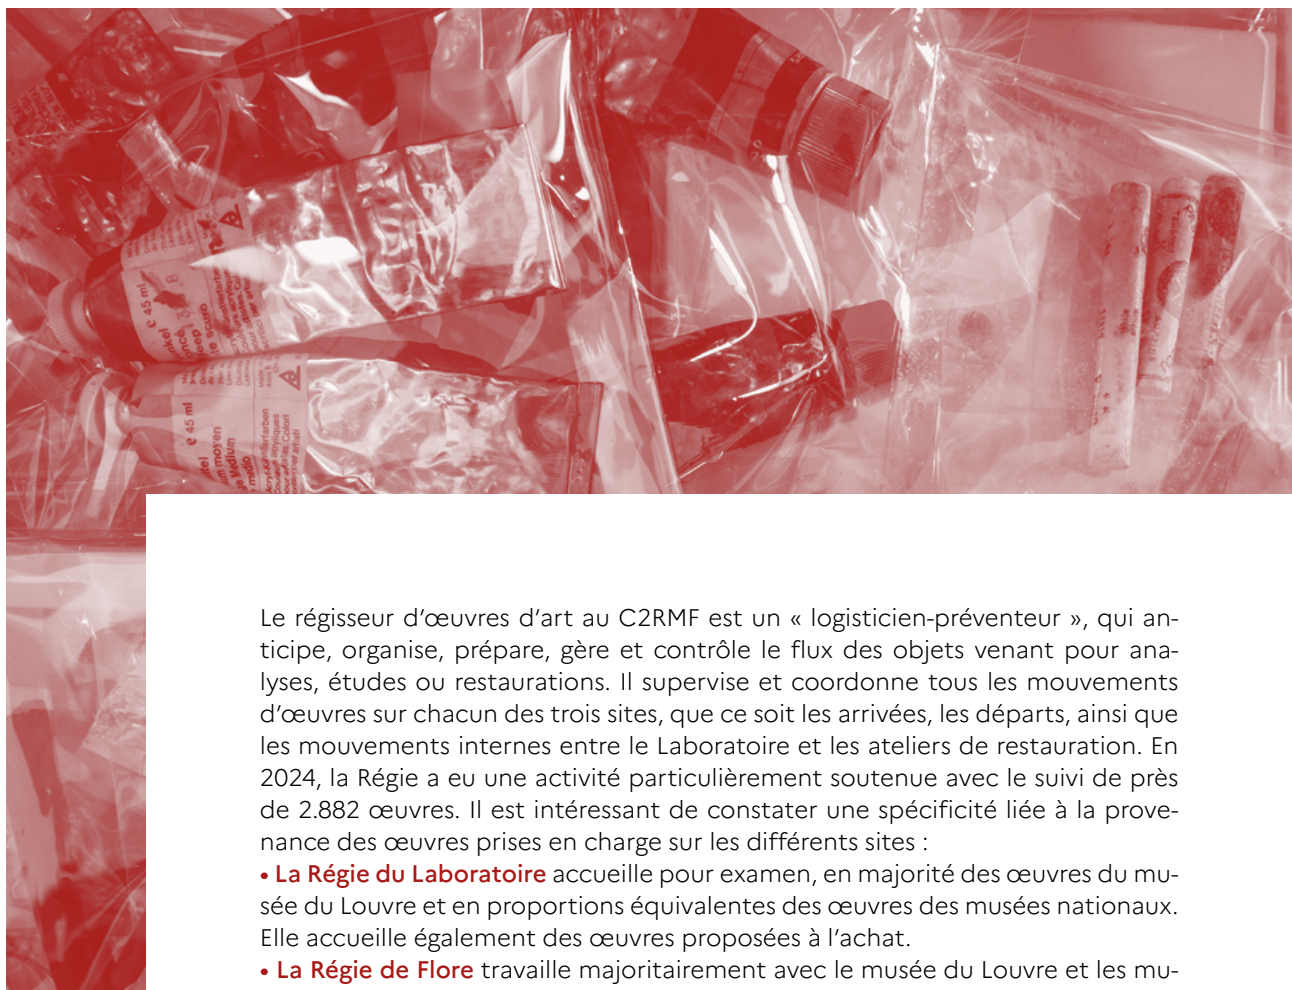 e 45 ml
e 45 ml
Le régisseur d’œuvres d’art au C2RMF est un « logisticien-préventeur », qui an-
ticipe, organise, prépare, gère et contrôle le flux des objets venant pour ana-
lyses, études ou restaurations. Il supervise et coordonne tous les mouvements
d’œuvres sur chacun des trois sites, que ce soit les arrivées, les départs, ainsi que
les mouvements internes entre le Laboratoire et les ateliers de restauration. En
2024, la Régie a eu une activité particulièrement soutenue avec le suivi de près
de 2.882 œuvres. Il est intéressant de constater une spécificité liée à la prove-
nance des œuvres prises en charge sur les différents sites :
• La Régie du Laboratoire accueille pour examen, en majorité des œuvres du mu-
sée du Louvre et en proportions équivalentes des œuvres des musées nationaux.
Elle accueille également des œuvres proposées à l’achat.
• La Régie de Flore travaille majoritairement avec le musée du Louvre et les mu-